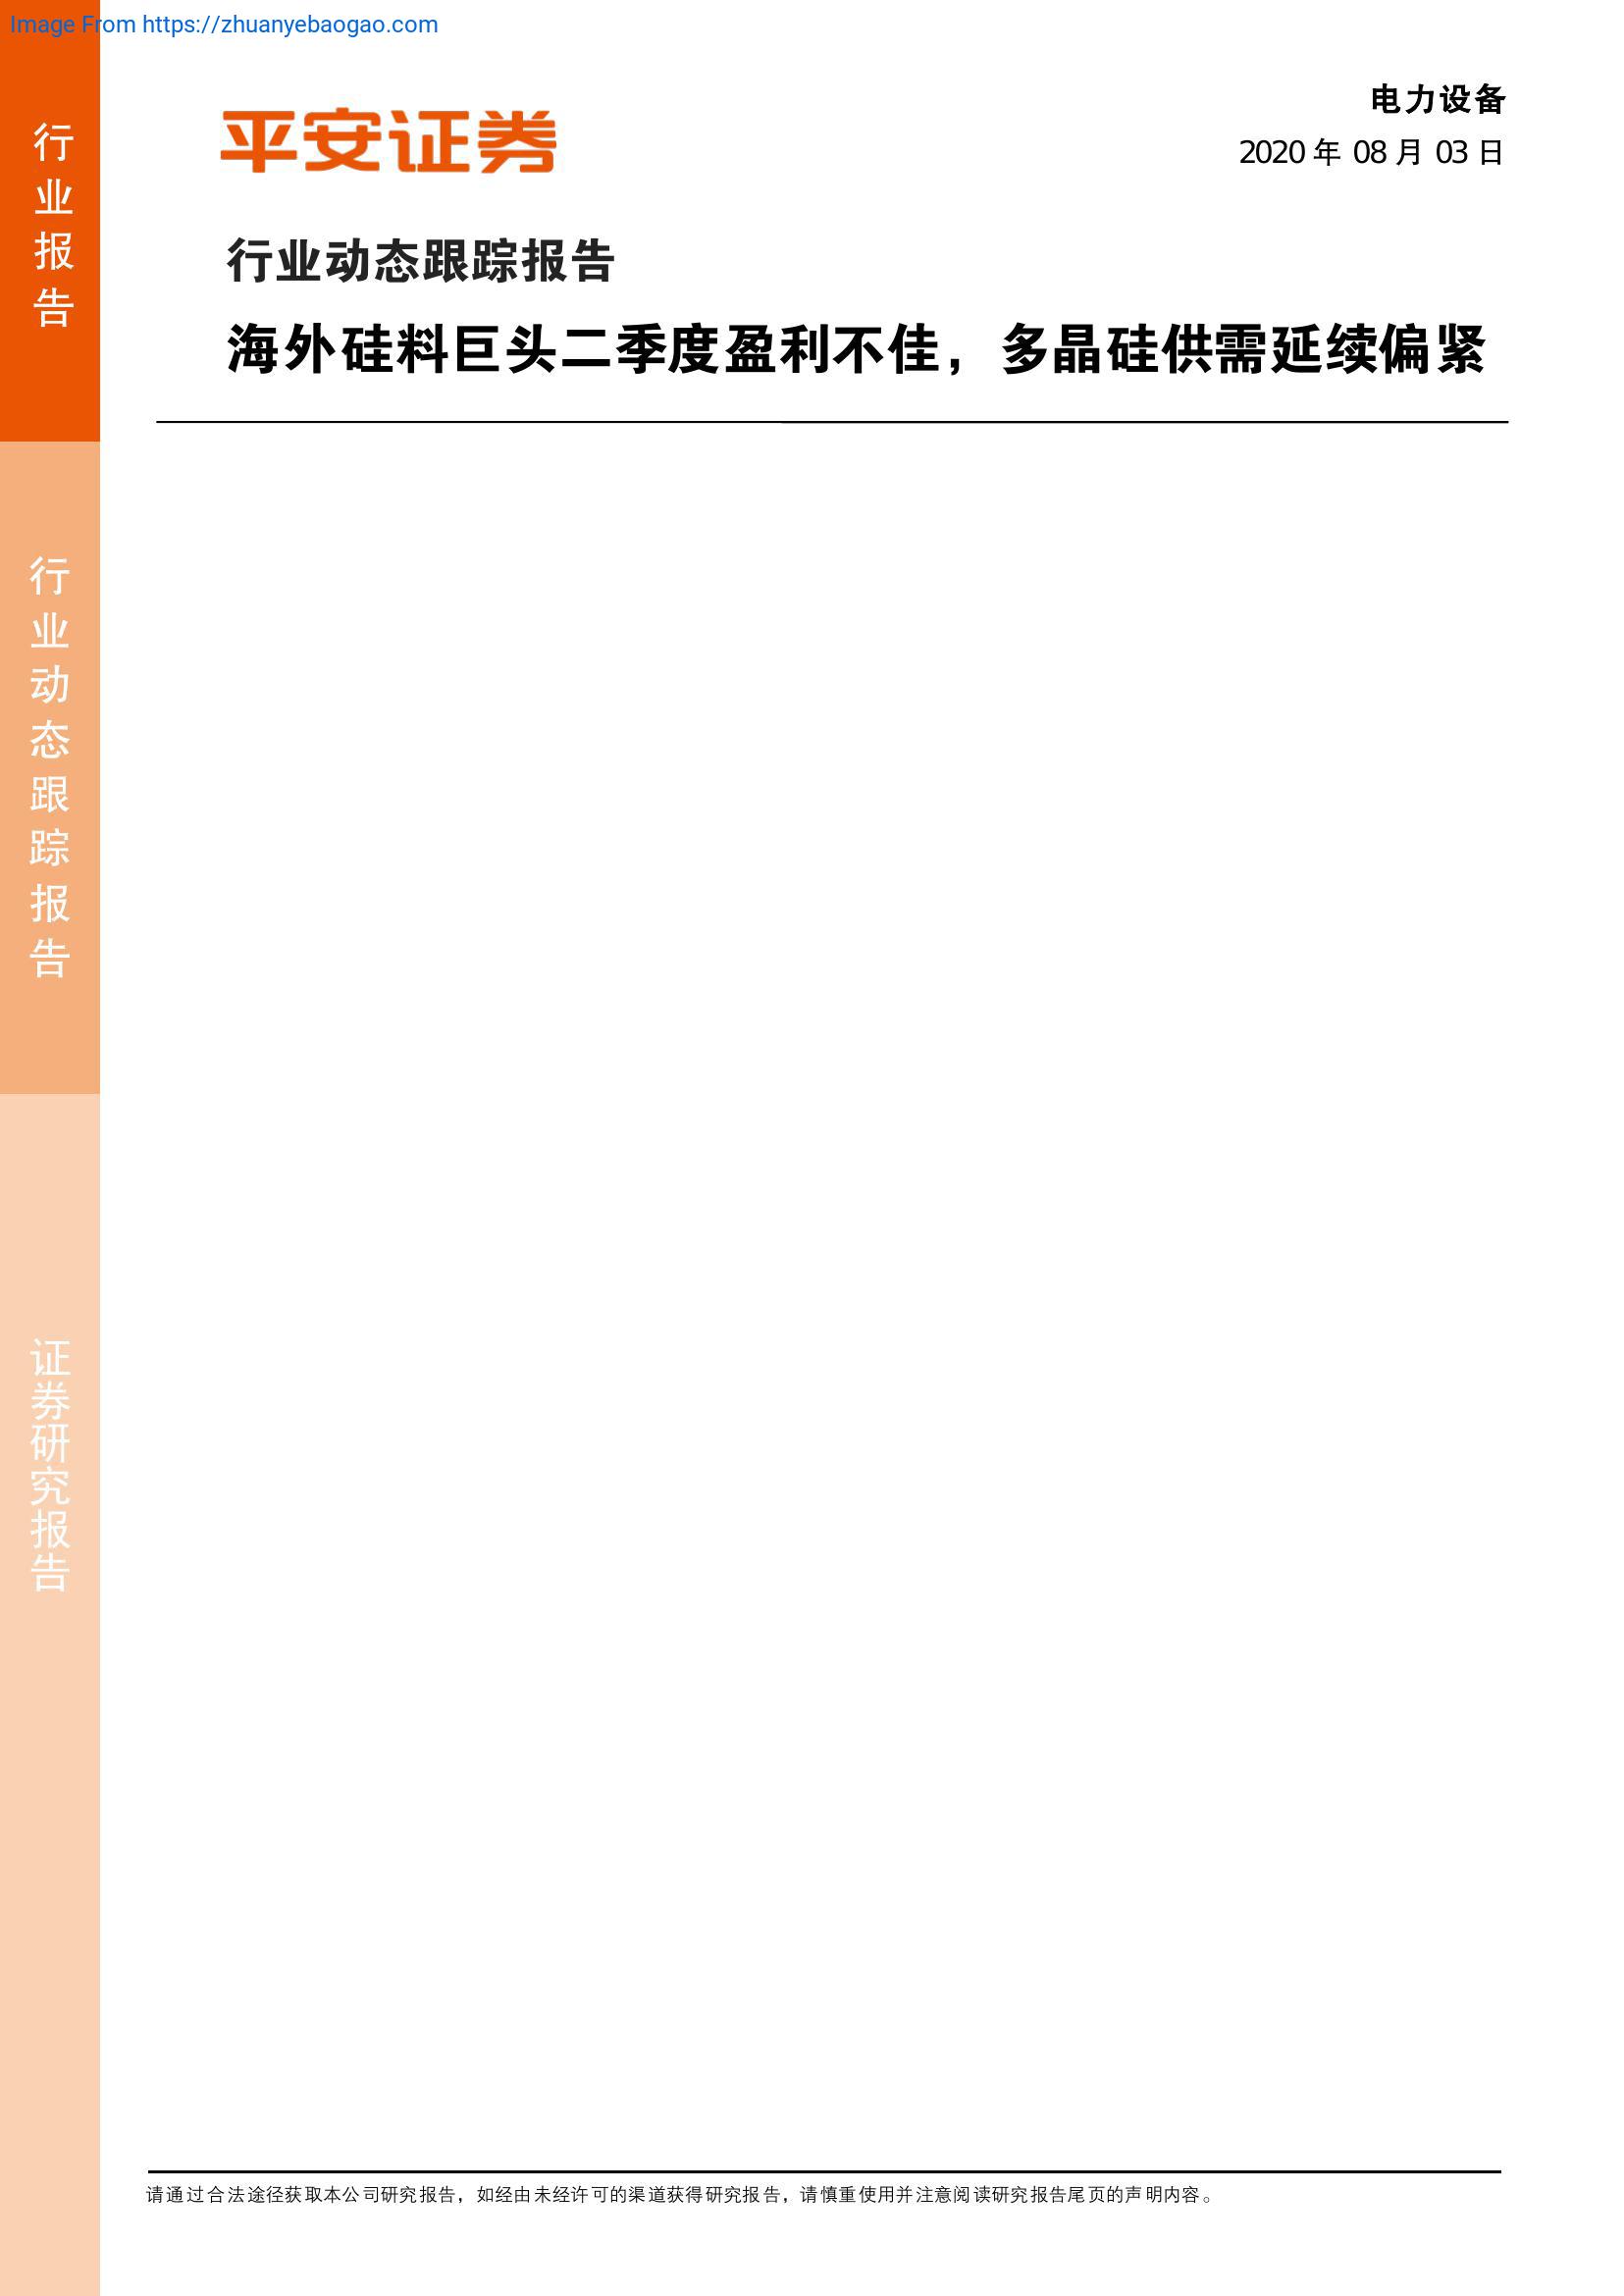 Image From https://zhuanyebaogao.com
行业报告
行业动态跟踪报告
证券研究报告
平安证券
电力设备
2020 年 08 月 03 日
行业动态跟踪报告
海外硅料巨头二季度盈利不佳，多晶硅供需延续偏紧
请通过合法途径获取本公司研究报告，如经由未经许可的渠道获得研究报告，请慎重使用并注意阅读研究报告尾页的声明内容。